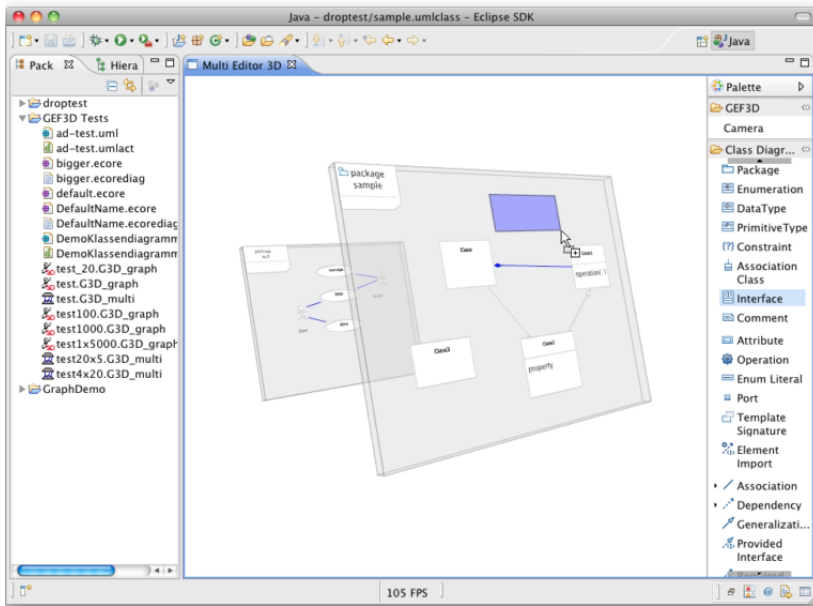 Java - droptest/sample.umlclass - Eclipse SDK
Java
Pack
Hiera
Multi Editor 3D
droptest
GEF3D Tests
ad-test.uml
ad-test.umlact
bigger.ecore
bigger.ecorediag
default.ecore
DefaultName.ecore
DefaultName.ecorediag
DemoKlassendiagramm
DemoKlassendiagramm
test_20.G3D_graph
test.G3D_graph
test.G3D_multi
test100.G3D_graph
test1000.G3D_graph
test1x5000.G3D_graph
test20x5.G3D_multi
test4x20.G3D_multi
GraphDemo
package
sample
Class
Class1
operation( )
Class3
Class2
property
Palette
GEF3D
Camera
Class Diagr...
Package
Enumeration
DataType
PrimitiveType
Constraint
Association
Class
Interface
Comment
Attribute
Operation
Enum Literal
Port
Template
Signature
Element
Import
Association
Dependency
Generalizati...
Provided
Interface
105 FPS